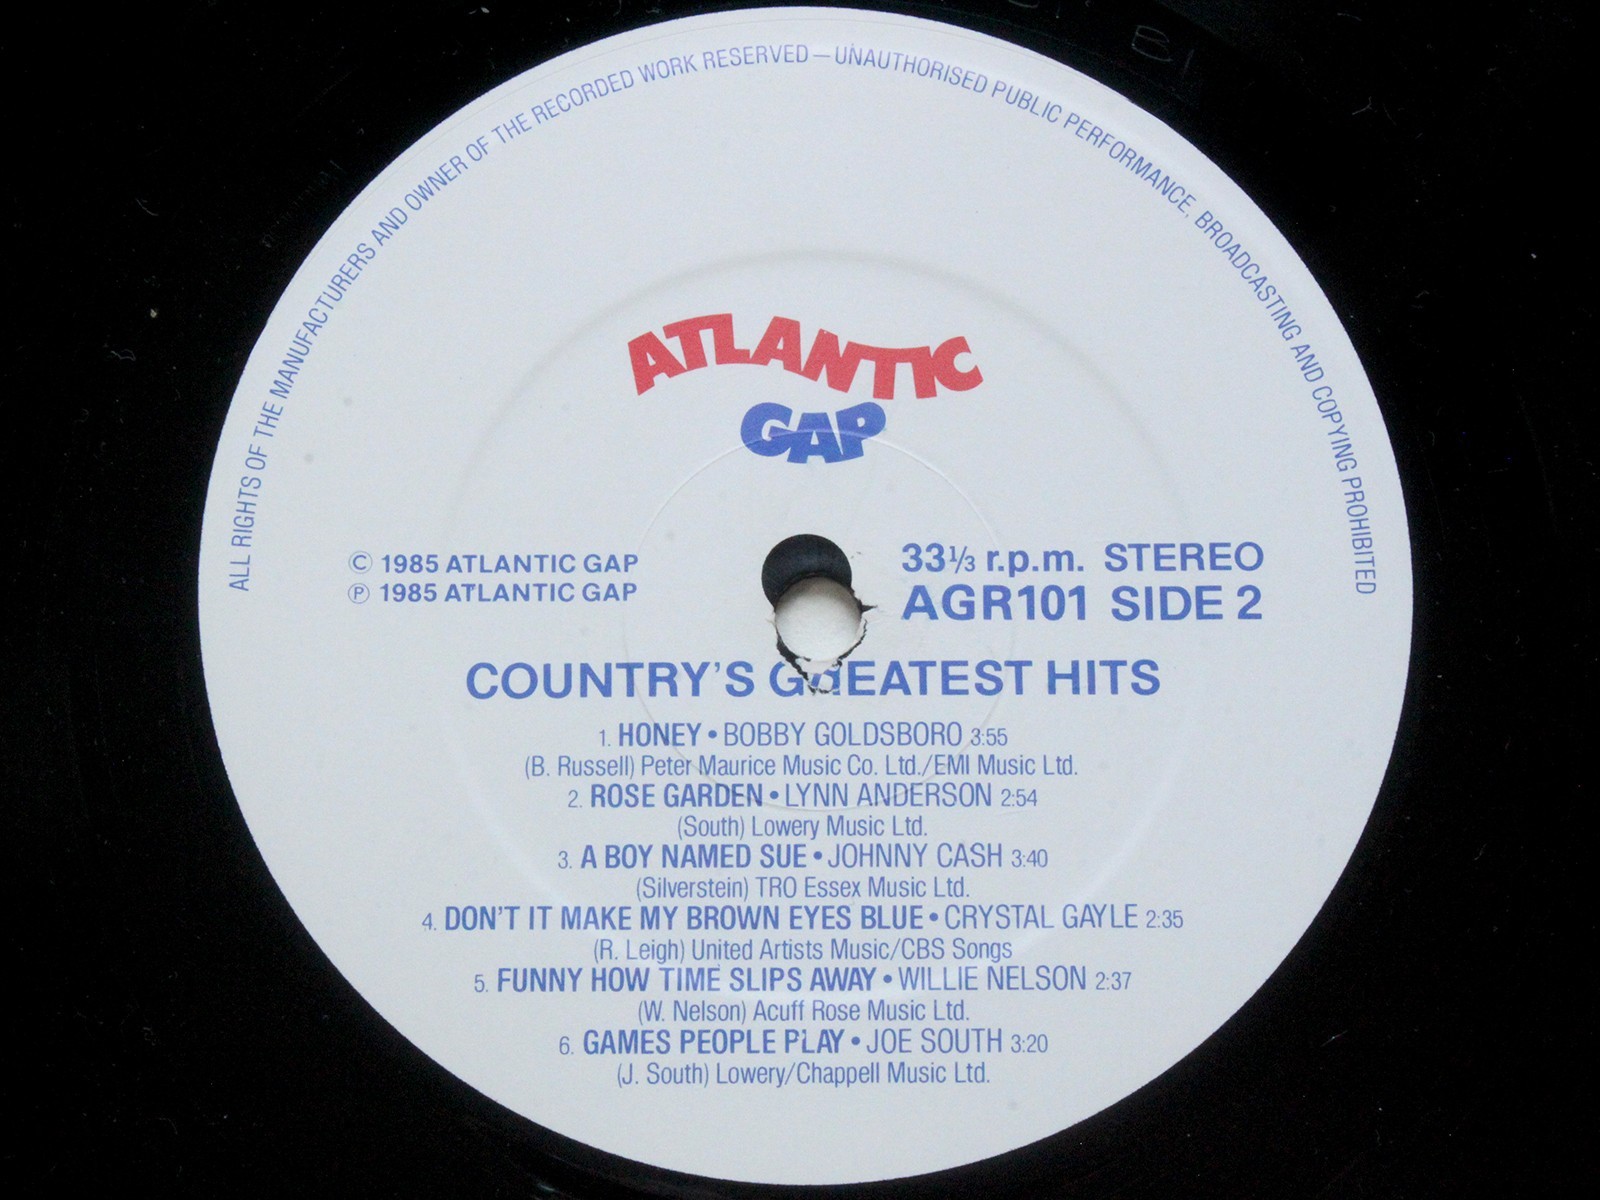 B1
ALL RIGHTS OF THE MANUFACTURERS AND OWNER OF THE RECORDED WORK RESERVED — UNAUTHORISED PUBLIC PERFORMANCE, BROADCASTING AND COPYING PROHIBITED
ATLANTIC
GAP
© 1985 ATLANTIC GAP
℗ 1985 ATLANTIC GAP
33⅓ r.p.m. STEREO
AGR101 SIDE 2
COUNTRY'S GREATEST HITS
1. HONEY • BOBBY GOLDSBORO 3:55
(B. Russell) Peter Maurice Music Co. Ltd./EMI Music Ltd.
2. ROSE GARDEN • LYNN ANDERSON 2:54
(South) Lowery Music Ltd.
3. A BOY NAMED SUE • JOHNNY CASH 3:40
(Silverstein) TRO Essex Music Ltd.
4. DON'T IT MAKE MY BROWN EYES BLUE • CRYSTAL GAYLE 2:35
(R. Leigh) United Artists Music/CBS Songs
5. FUNNY HOW TIME SLIPS AWAY • WILLIE NELSON 2:37
(W. Nelson) Acuff Rose Music Ltd.
6. GAMES PEOPLE PLAY • JOE SOUTH 3:20
(J. South) Lowery/Chappell Music Ltd.